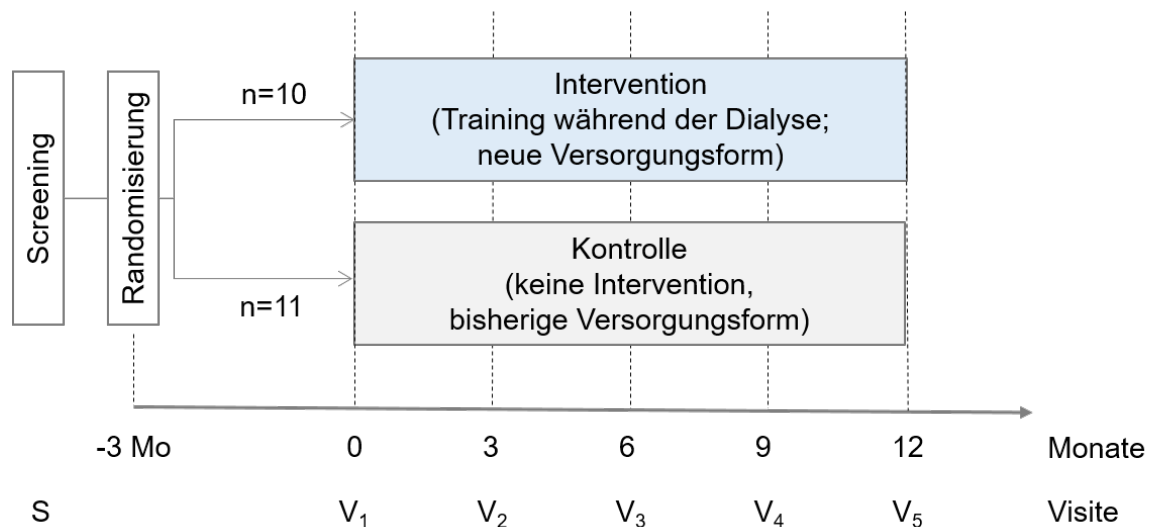 Screening
Randomisierung
n=10
n=11
Intervention
(Training während der Dialyse;
neue Versorgungsform)
Kontrolle
(keine Intervention,
bisherige Versorgungsform)
-3 Mo 0 3 6 9 12 Monate
S V₁ V₂ V₃ V₄ V₅ Visite